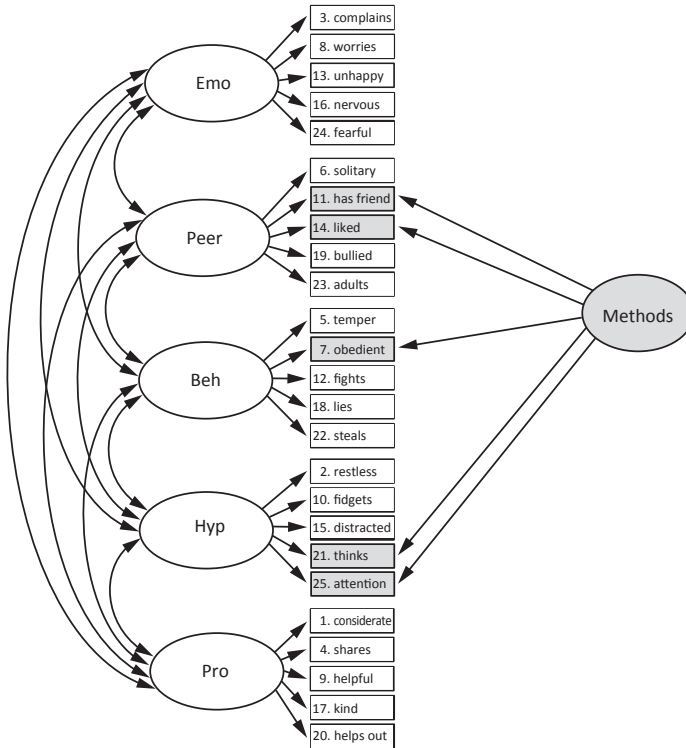 Emo
3. complains
8. worries
13. unhappy
16. nervous
24. fearful
Peer
6. solitary
11. has friend
14. liked
19. bullied
23. adults
Beh
5. temper
7. obedient
12. fights
18. lies
22. steals
Hyp
2. restless
10. fidgets
15. distracted
21. thinks
25. attention
Pro
1. considerate
4. shares
9. helpful
17. kind
20. helps out
Methods